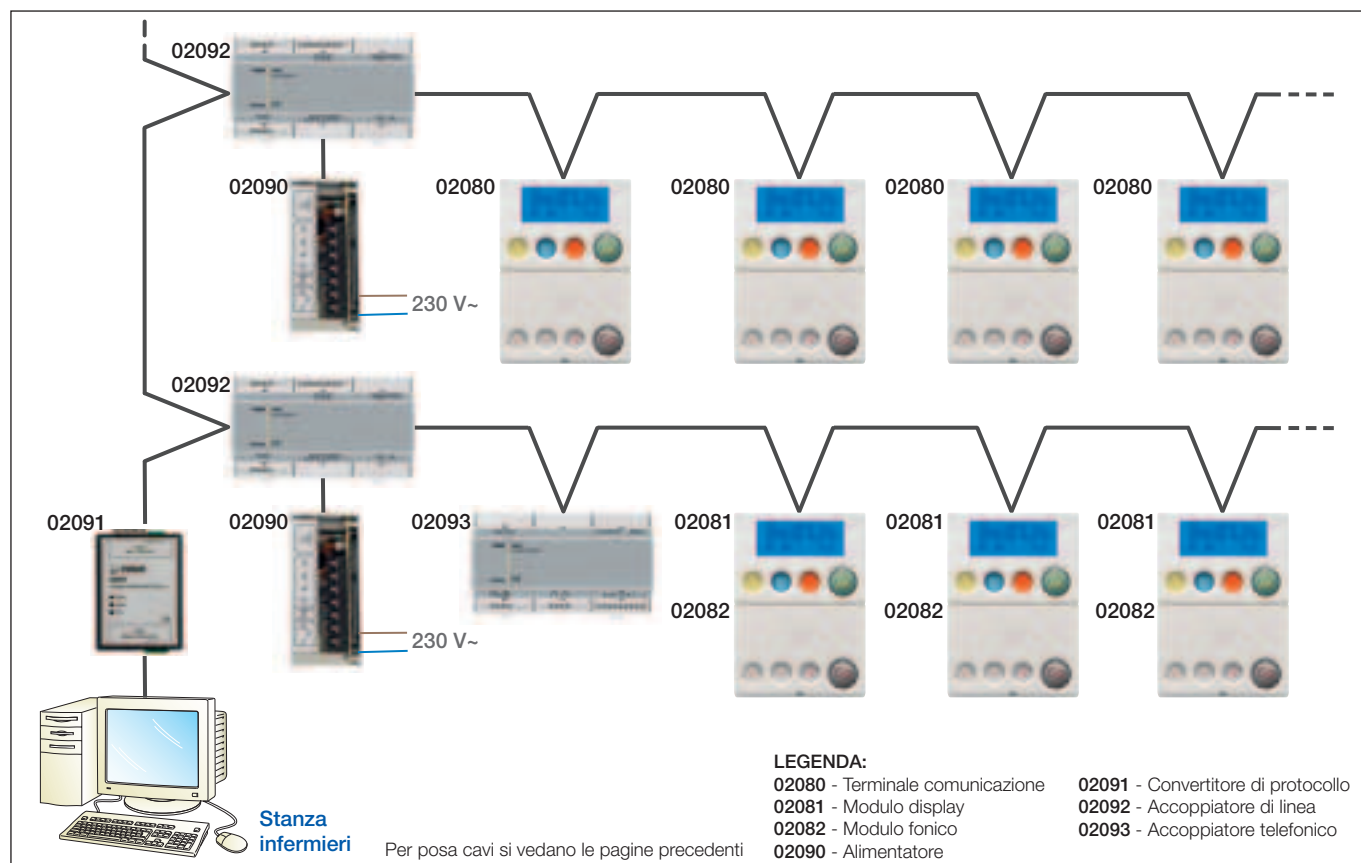 02092
02090
02080
02080
02080
02080
230 V~
02092
02091
02090
02093
02081
02081
02081
02082
02082
02082
230 V~
Stanza
infermieri
Per posa cavi si vedano le pagine precedenti
LEGENDA:
02080 - Terminale comunicazione
02081 - Modulo display
02082 - Modulo fonico
02090 - Alimentatore
02091 - Convertitore di protocollo
02092 - Accoppiatore di linea
02093 - Accoppiatore telefonico